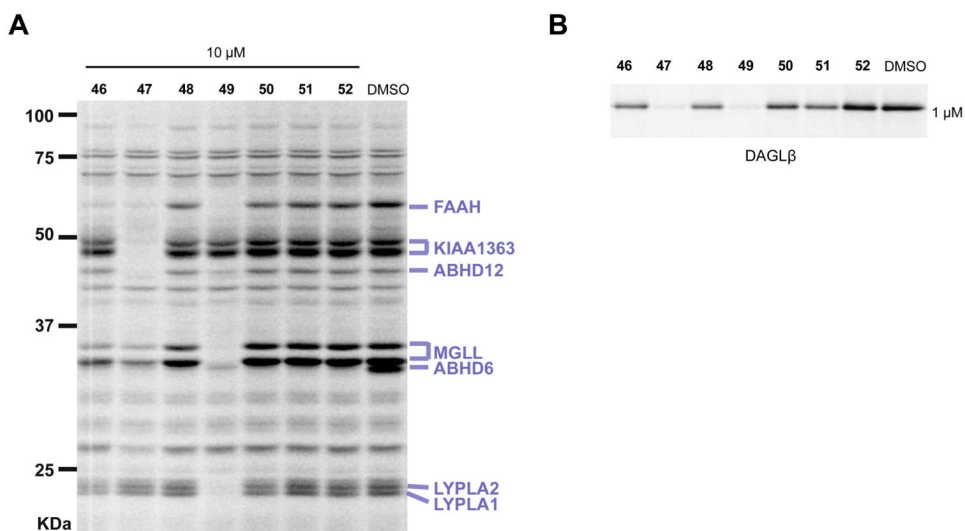 A
10 µM
46 47 48 49 50 51 52 DMSO
100
75
50
37
25
KDa
FAAH
KIAA1363
ABHD12
MGLL
ABHD6
LYPLA2
LYPLA1
B
46 47 48 49 50 51 52 DMSO
1 µM
DAGLβ